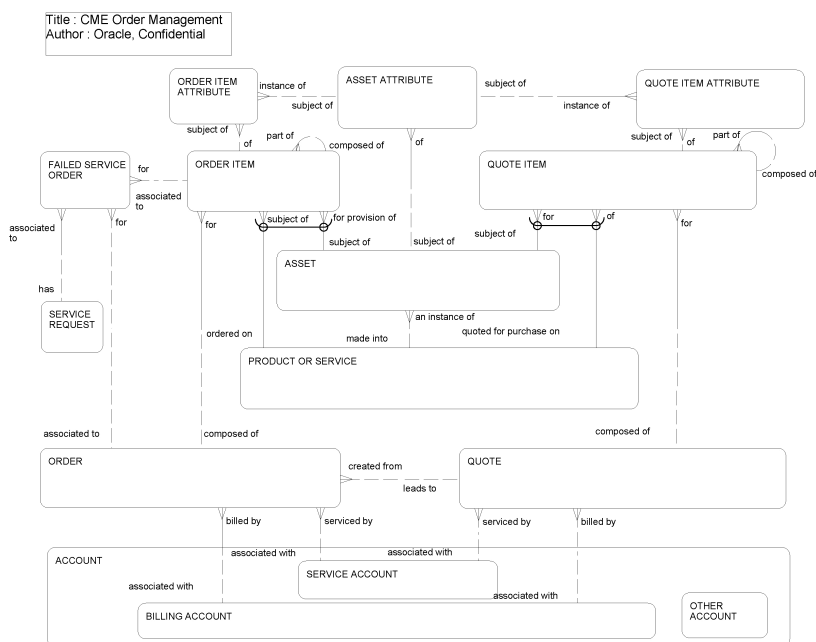 Title : CME Order Management
Author : Oracle, Confidential
ORDER ITEM
ATTRIBUTE
instance of
subject of
ASSET ATTRIBUTE
subject of
instance of
QUOTE ITEM ATTRIBUTE
subject of
of
part of
composed of
of
subject of
of
part of
composed of
FAILED SERVICE
ORDER
for
associated
to
ORDER ITEM
QUOTE ITEM
associated
to
for
for
subject of
for provision of
subject of
subject of
subject of
for
of
for
ASSET
has
SERVICE
REQUEST
an instance of
ordered on
made into
quoted for purchase on
PRODUCT OR SERVICE
associated to
composed of
composed of
ORDER
created from
leads to
QUOTE
billed by
serviced by
serviced by
billed by
ACCOUNT
associated with
associated with
SERVICE ACCOUNT
associated with
associated with
BILLING ACCOUNT
OTHER
ACCOUNT